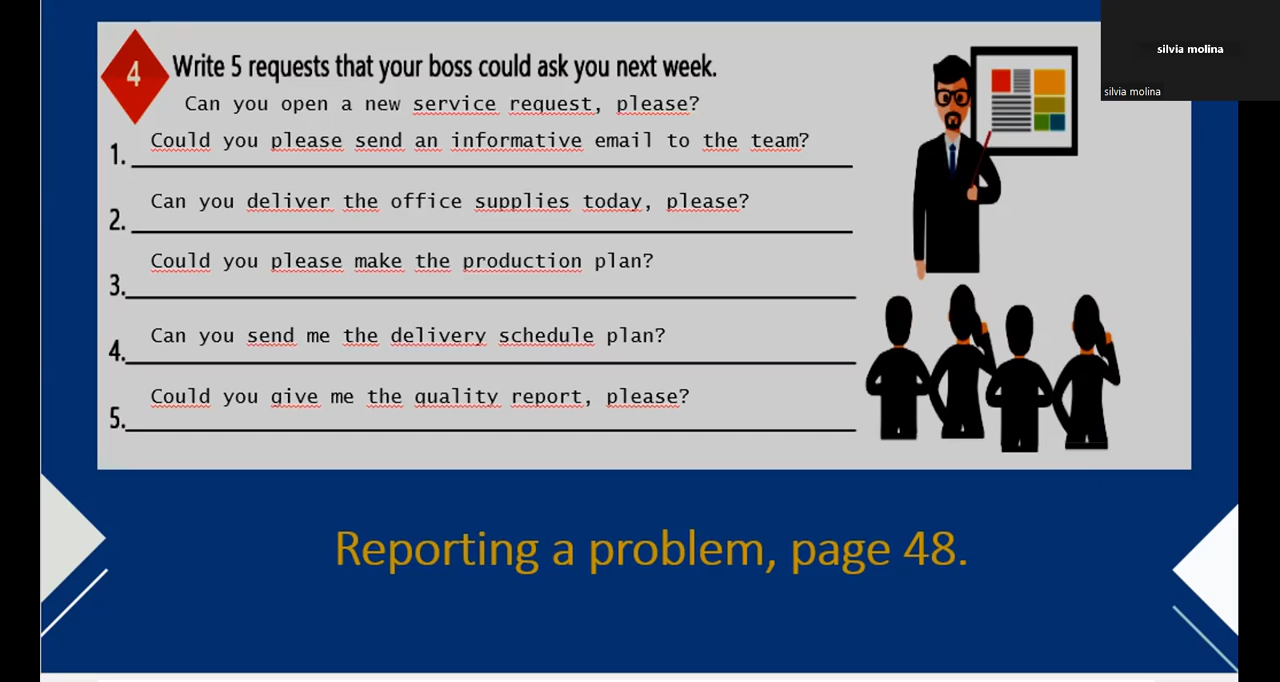 silvia molina
silvia molina
4 Write 5 requests that your boss could ask you next week.
Can you open a new service request, please?
1. Could you please send an informative email to the team?
2. Can you deliver the office supplies today, please?
3. Could you please make the production plan?
4. Can you send me the delivery schedule plan?
5. Could you give me the quality report, please?
Reporting a problem, page 48.